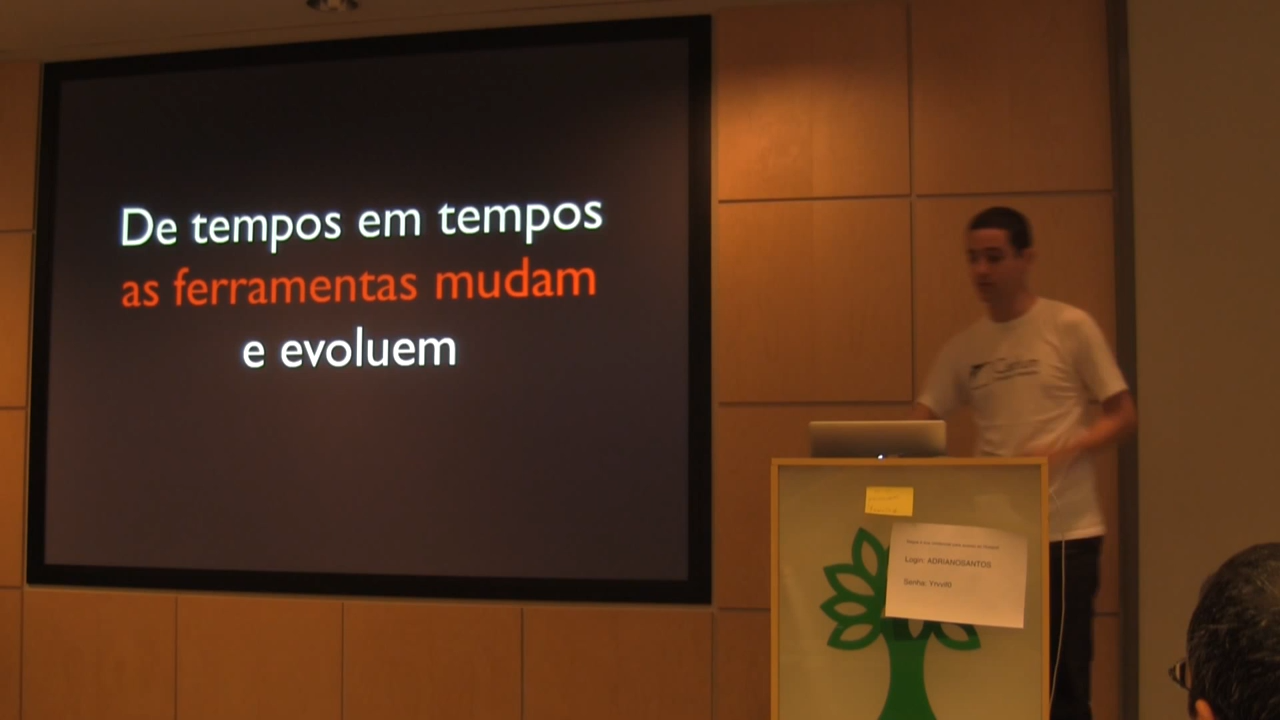 De tempos em tempos
as ferramentas mudam
e evoluem
Login: ADRIANOSANTOS
Senha: